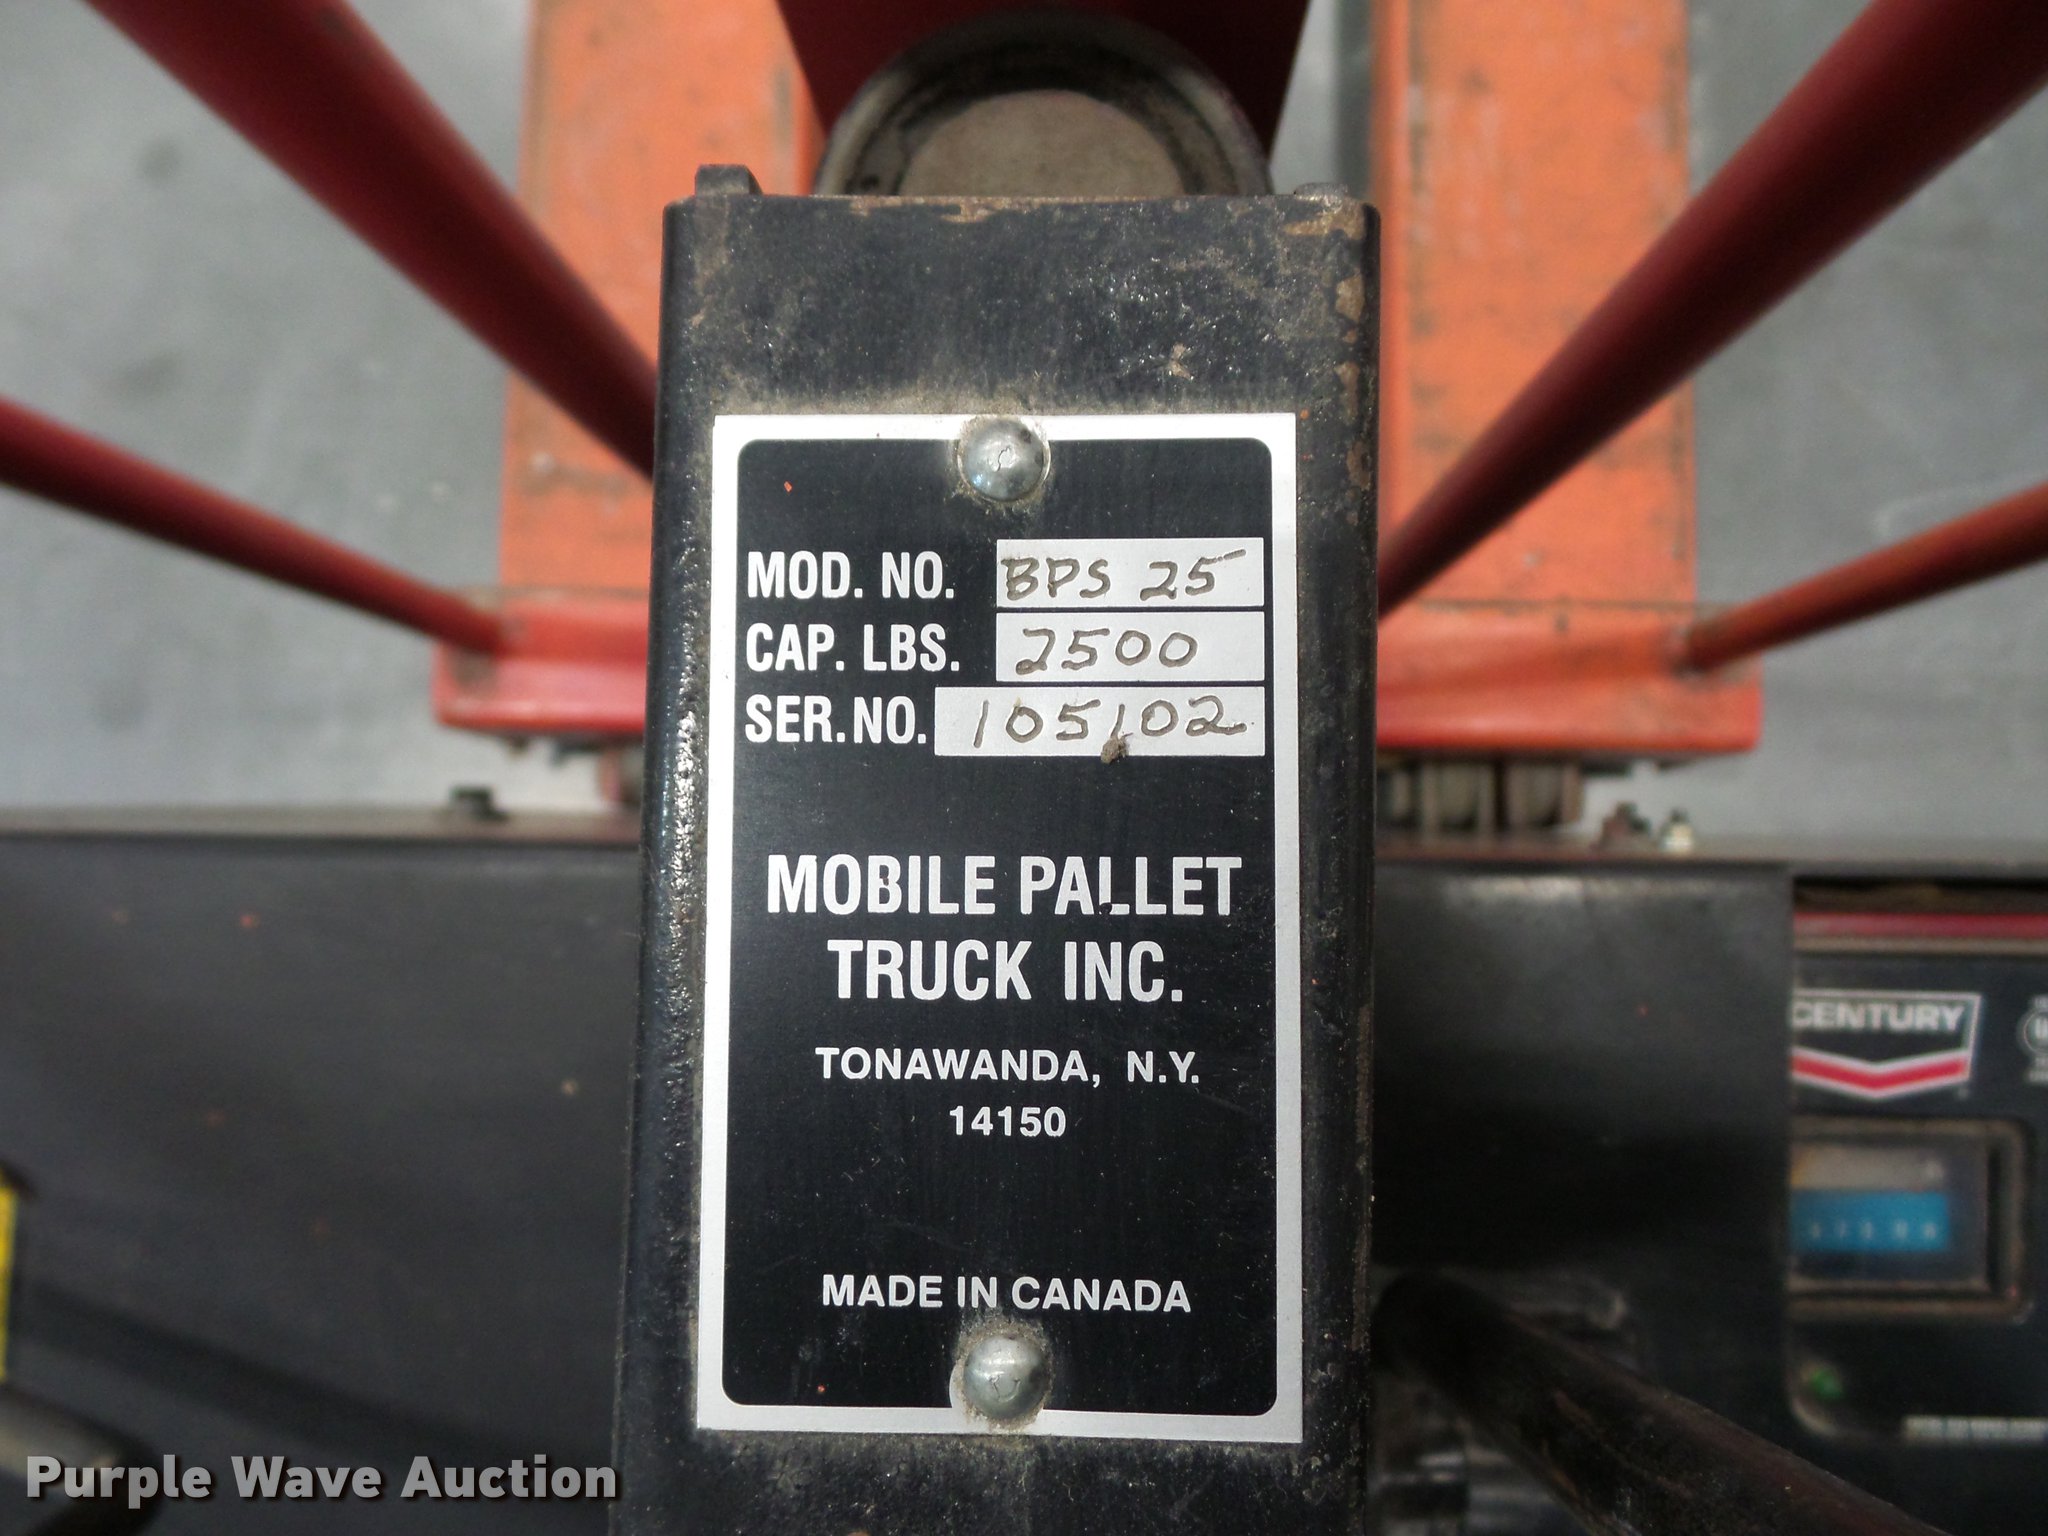 MOD. NO. BPS 25
CAP. LBS. 2500
SER. NO. 105102
MOBILE PALLET
TRUCK INC.
TONAWANDA, N.Y.
14150
MADE IN CANADA
CENTURY
Purple Wave Auction